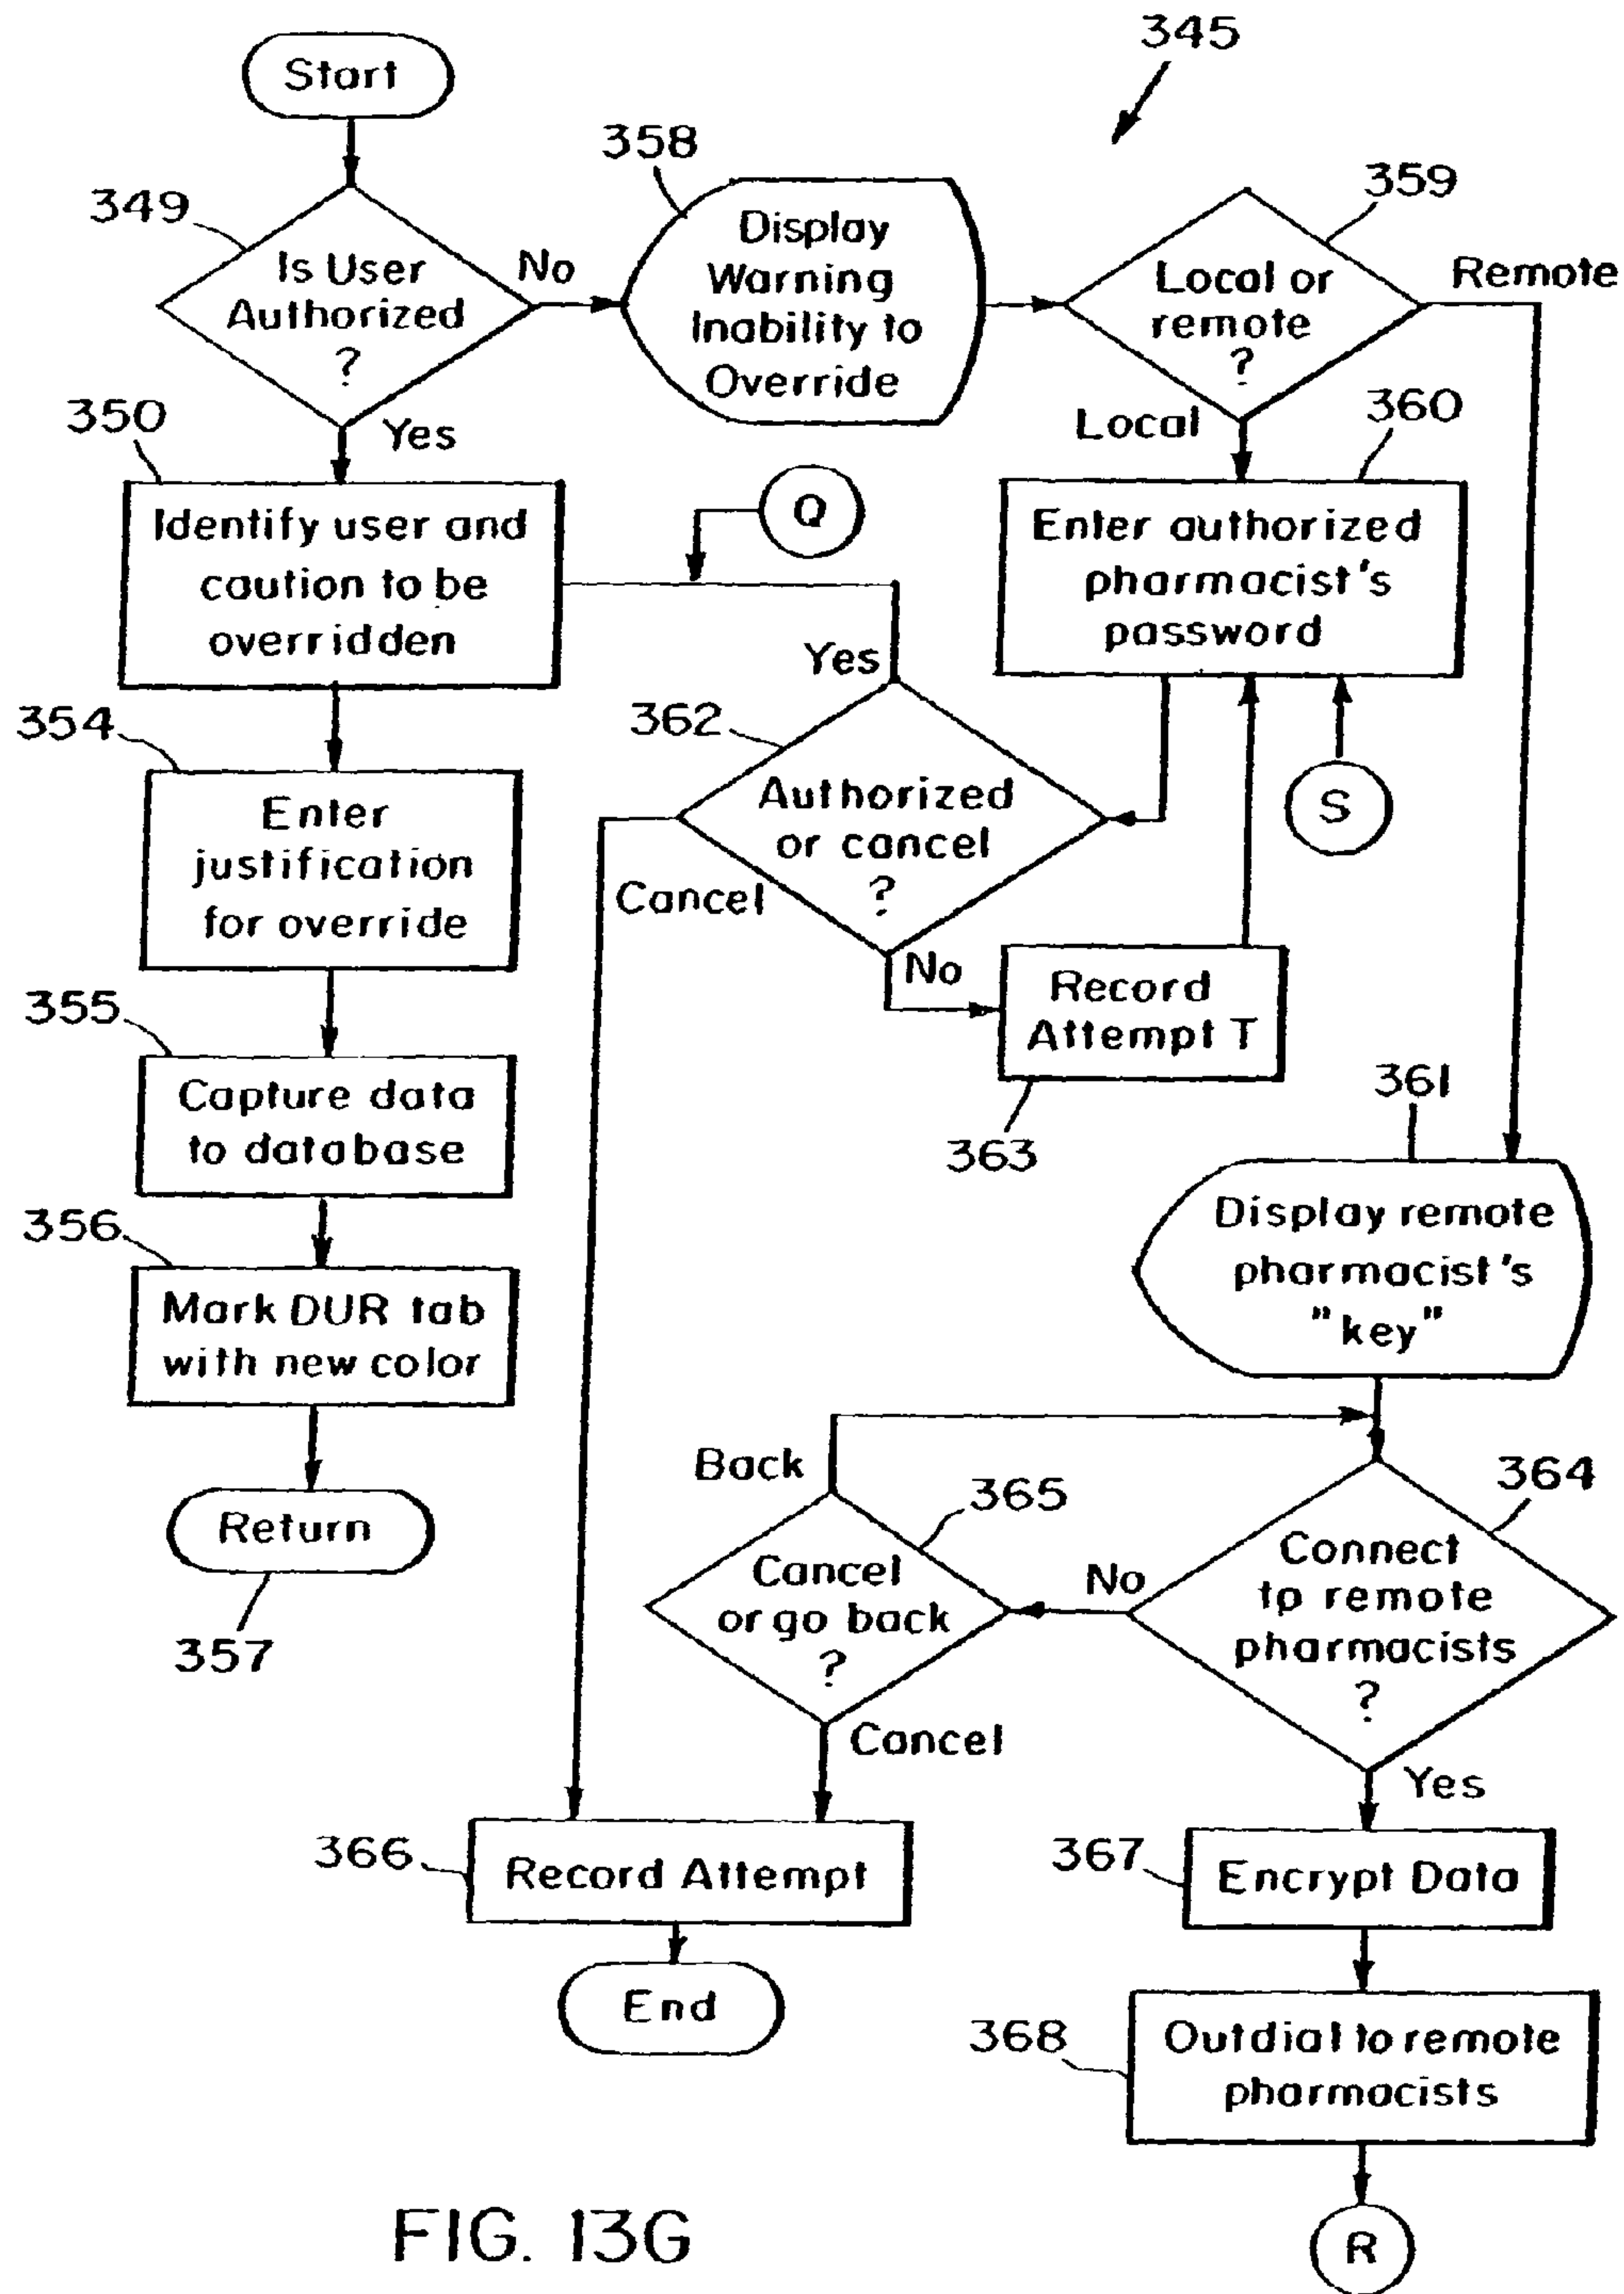 345
Start
358
359
349
Is User
Authorized
?
No
Display
Warning
Inability to
Override
Local or
remote
?
Remote
350
Yes
Local
360
Identify user and
caution to be
overridden
Q
Enter authorized
pharmacist's
password
Yes
354
362
Authorized
or cancel
?
S
Enter
justification
for override
Cancel
No
Record
Attempt T
363
355
Capture data
to database
361
356
Mark DUR tab
with new color
Display remote
pharmacist's
"key"
Return
357
Back
365
364
Cancel
or go back
?
No
Connect
to remote
pharmacists
?
Cancel
Yes
366
Record Attempt
367
Encrypt Data
End
368
Outdial to remote
pharmacists
R
FIG. 13G